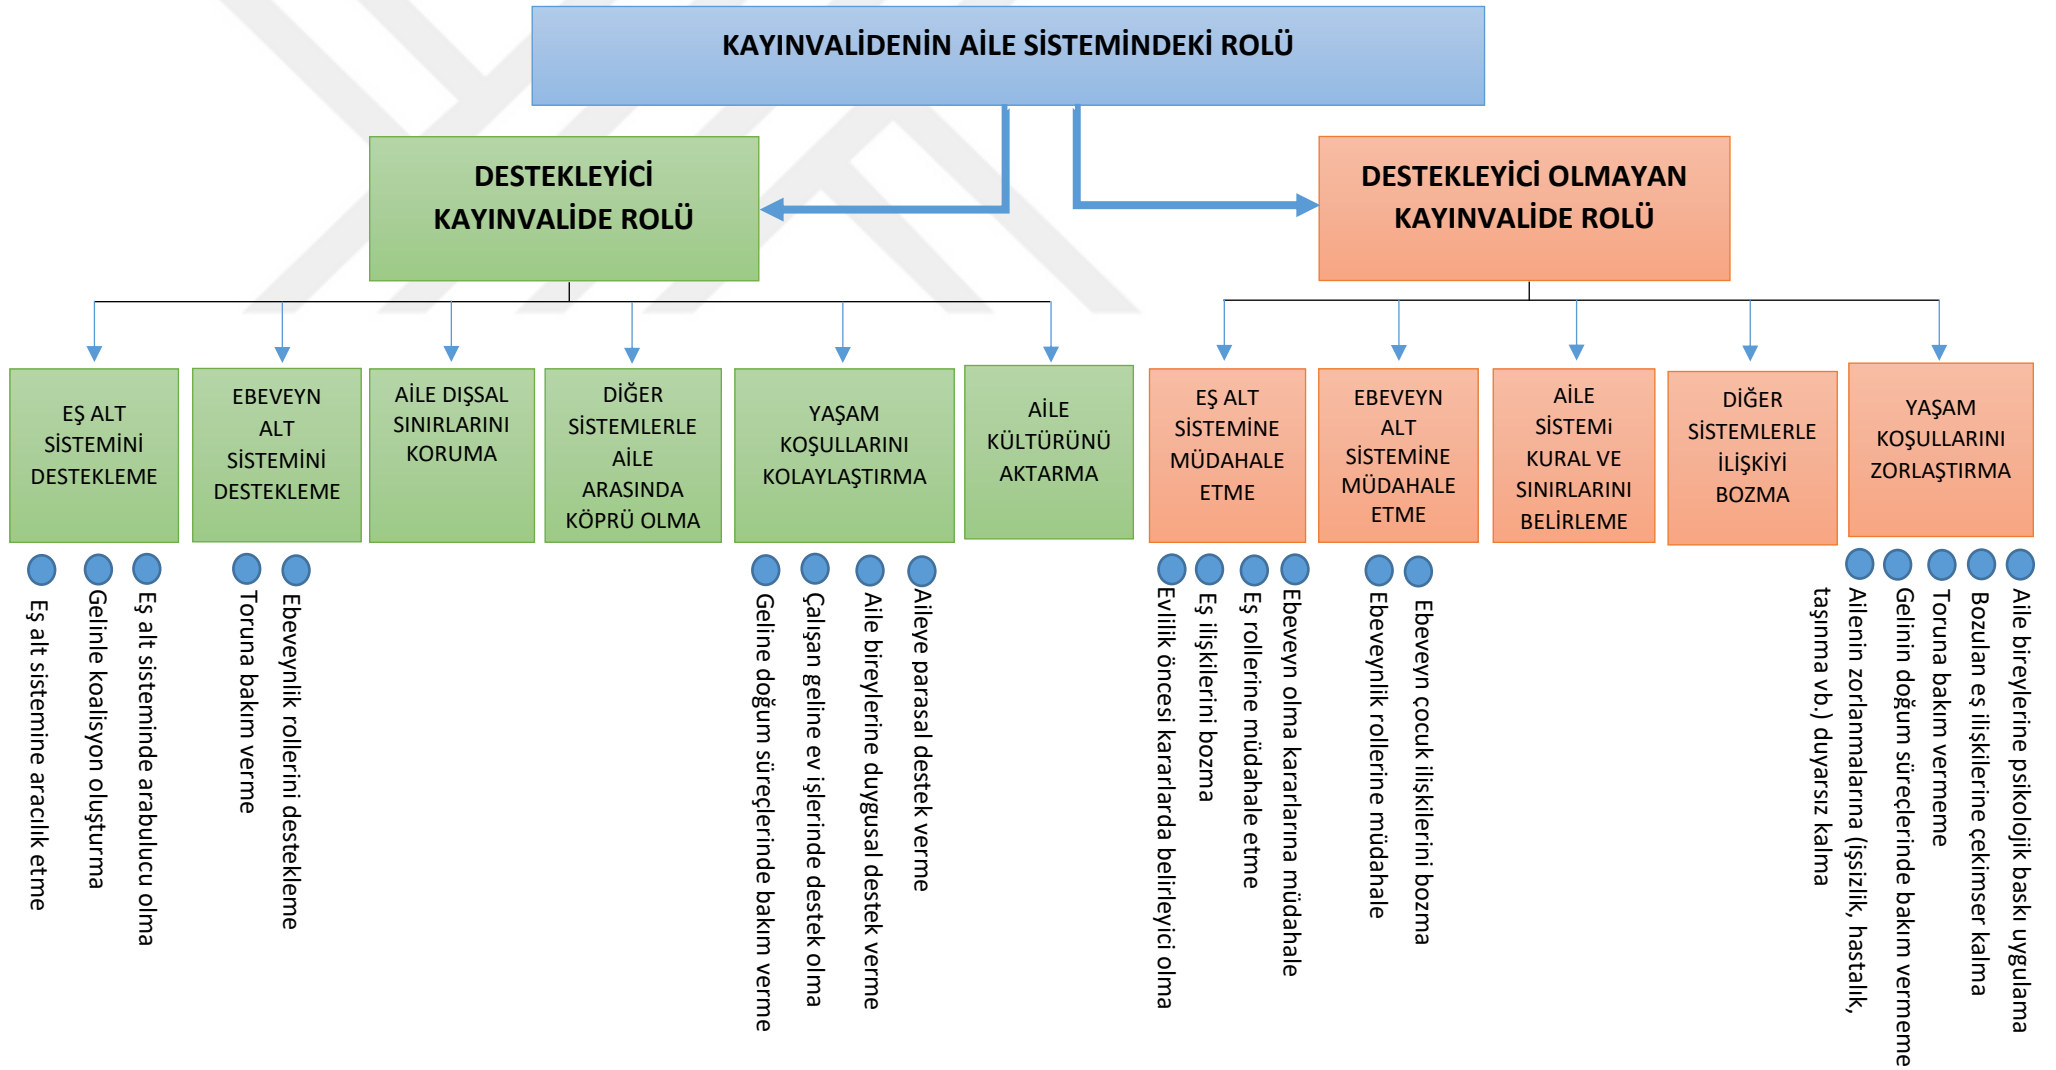 KAYINVALİDENİN AİLE SİSTEMİNDEKİ ROLÜ
DESTEKLEYİCİ
KAYINVALİDE ROLÜ
DESTEKLEYİCİ OLMAYAN
KAYINVALİDE ROLÜ
EŞ ALT
SİSTEMİNİ
DESTEKLEME
EBEVEYN
ALT
SİSTEMİNİ
DESTEKLEME
AİLE DIŞSAL
SINIRLARINI
KORUMA
DİĞER
SİSTEMLERLE
AİLE
ARASINDA
KÖPRÜ OLMA
YAŞAM
KOŞULLARINI
KOLAYLAŞTIRMA
AİLE
KÜLTÜRÜNÜ
AKTARMA
EŞ ALT
SİSTEMİNE
MÜDAHALE
ETME
EBEVEYN
ALT
SİSTEMİNE
MÜDAHALE
ETME
AİLE
SİSTEMi
KURAL VE
SINIRLARINI
BELİRLEME
DİĞER
SİSTEMLERLE
İLİŞKİYİ
BOZMA
YAŞAM
KOŞULLARINI
ZORLAŞTIRMA
Eş alt sistemine aracılık etme
Gelinle koalisyon oluşturma
Eş alt sisteminde arabulucu olma
Toruna bakım verme
Ebeveynlik rollerini destekleme
Geline doğum süreçlerinde bakım verme
Çalışan geline ev işlerinde destek olma
Aile bireylerine duygusal destek verme
Aileye parasal destek verme
Evlilik öncesi kararlarda belirleyici olma
Eş ilişkilerini bozma
Eş rollerine müdahale etme
Ebeveyn olma kararlarına müdahale
Ebeveynlik rollerine müdahale
Ebeveyn çocuk ilişkilerini bozma
Ailenin zorlanmalarına (işsizlik, hastalık,
taşınma vb.) duyarsız kalma
Gelinin doğum süreçlerinde bakım vermeme
Toruna bakım vermeme
Bozulan eş ilişkilerine çekimser kalma
Aile bireylerine psikolojik baskı uygulama